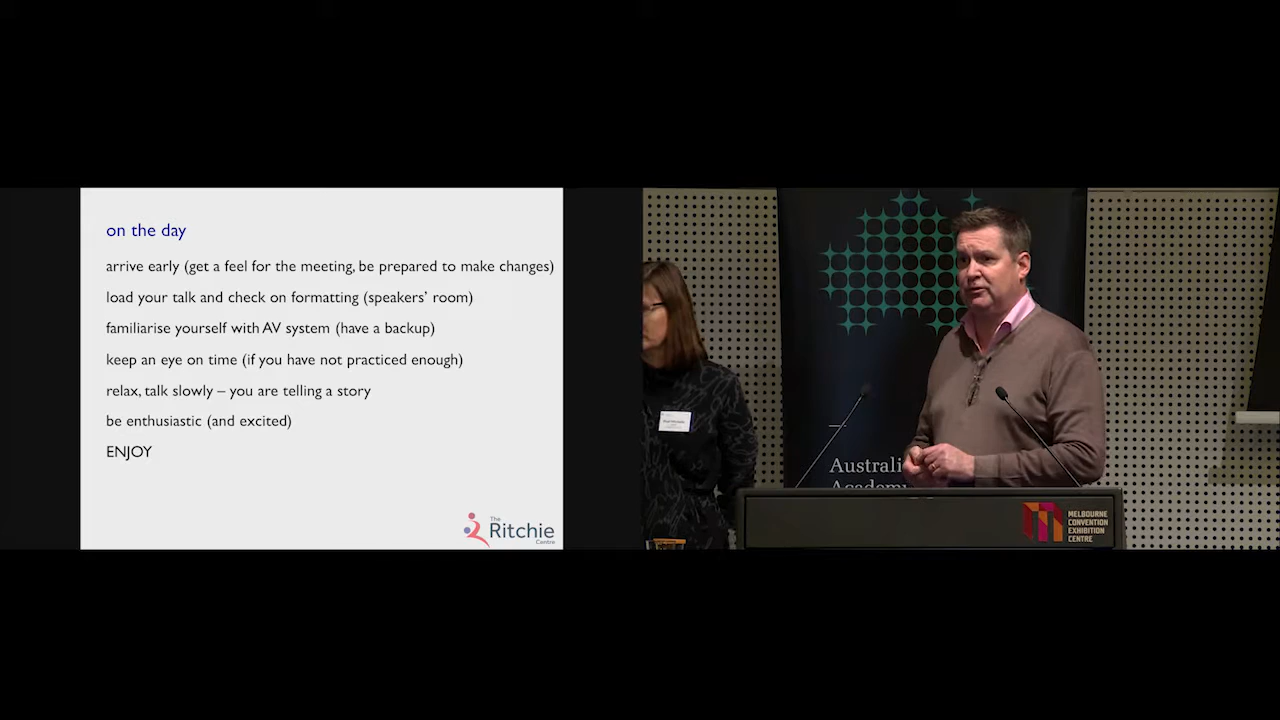 on the day
arrive early (get a feel for the meeting, be prepared to make changes)
load your talk and check on formatting (speakers’ room)
familiarise yourself with AV system (have a backup)
keep an eye on time (if you have not practiced enough)
relax, talk slowly – you are telling a story
be enthusiastic (and excited)
ENJOY
The
Ritchie
Centre
Australi
Academ
MELBOURNE
CONVENTION
EXHIBITION
CENTRE